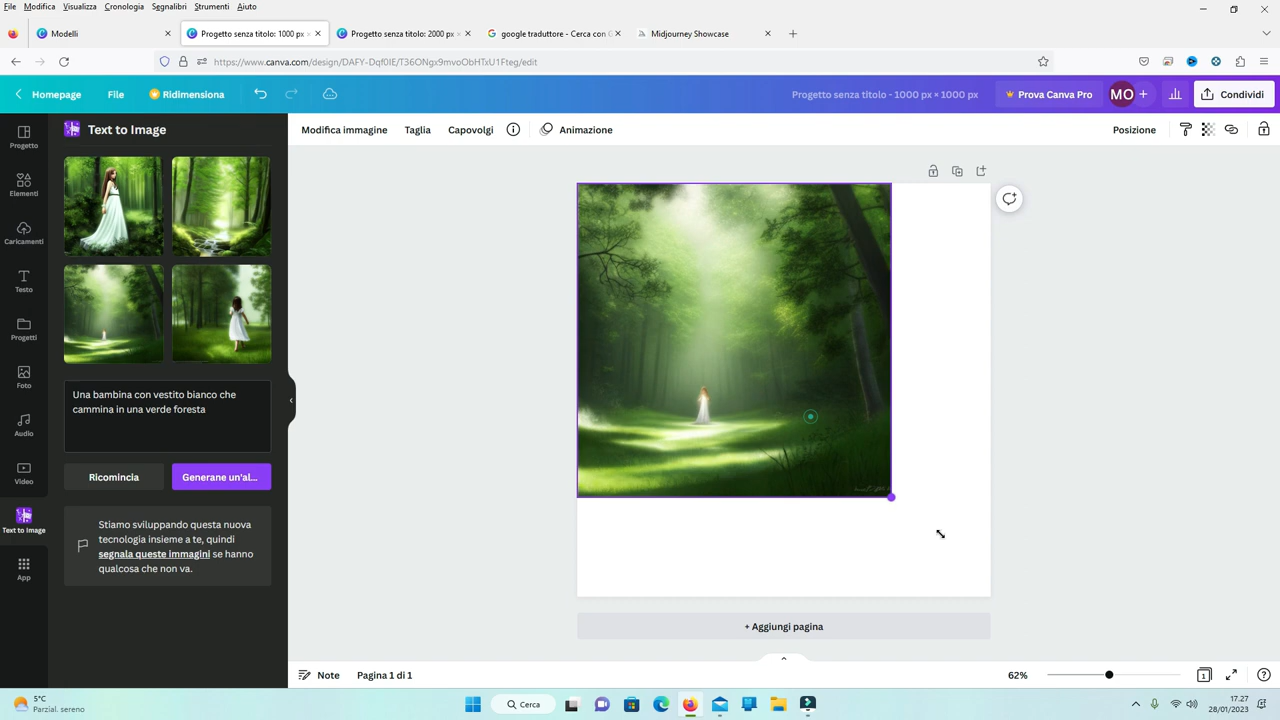 File Modifica Visualizza Cronologia Segnalibri Strumenti Aiuto
Modelli
Progetto senza titolo: 1000 px ×
Progetto senza titolo: 2000 px ×
google traduttore - Cerca con G
Midjourney Showcase
https://www.canva.com/design/DAFY-Dqf0IE/T36ONgx9mvoObHTxU1Fteg/edit
Homepage
File
Ridimensiona
Progetto senza titolo - 1000 px × 1000 px
Prova Canva Pro
MO
Condividi
Progetto
Text to Image
Modifica immagine
Taglia
Capovolgi
Animazione
Posizione
Elementi
Caricamenti
Testo
Progetti
Foto
Audio
Video
Text to Image
App
Una bambina con vestito bianco che
cammina in una verde foresta
Ricomincia
Generane un'al...
Stiamo sviluppando questa nuova
tecnologia insieme a te, quindi
segnala queste immagini se hanno
qualcosa che non va.
+ Aggiungi pagina
Note
Pagina 1 di 1
62%
1
5°C
Parzial. sereno
Cerca
17.27
28/01/2023